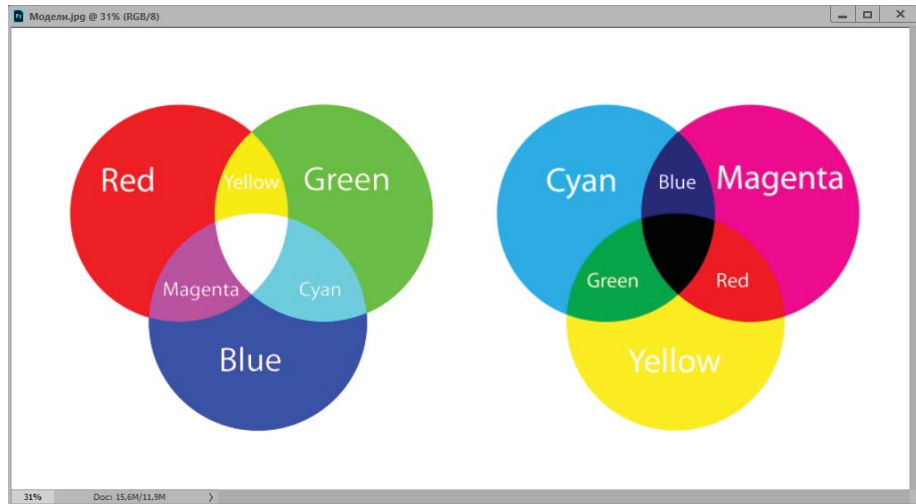 Модели.jpg @ 31% (RGB/8)
Red
Yellow
Green
Magenta
Cyan
Blue
Cyan
Blue
Magenta
Green
Red
Yellow
31%
Doc: 15,6M/11,9M